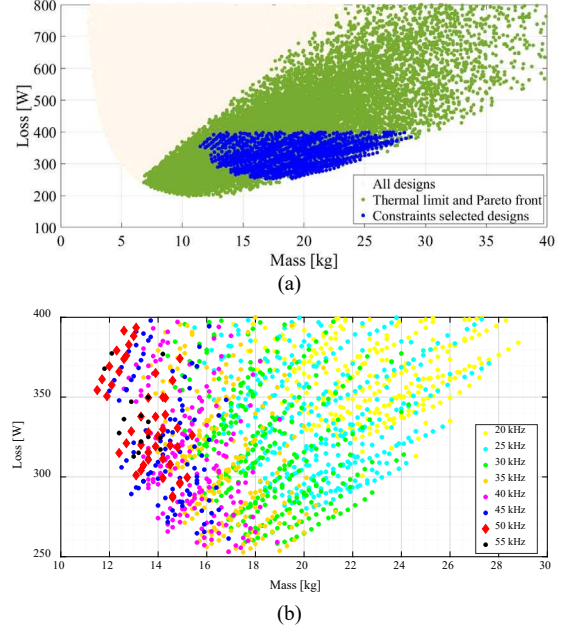 800
700
600
500
400
300
200
100
Loss [W]
0 5 10 15 20 25 30 35 40
Mass [kg]
All designs
Thermal limit and Pareto front
Constraints selected designs
(a)
400
350
300
250
Loss [W]
10 12 14 16 18 20 22 24 26 28 30
Mass [kg]
20 kHz
25 kHz
30 kHz
35 kHz
40 kHz
45 kHz
50 kHz
55 kHz
(b)